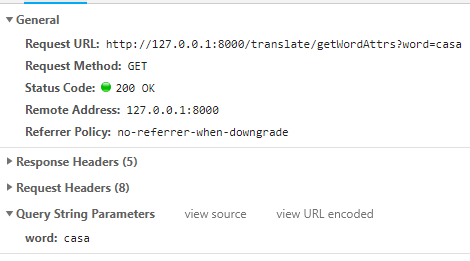 General
Request URL: http://127.0.0.1:8000/translate/getWordAttrs?word=casa
Request Method: GET
Status Code: 200 OK
Remote Address: 127.0.0.1:8000
Referrer Policy: no-referrer-when-downgrade
Response Headers (5)
Request Headers (8)
Query String Parameters view source view URL encoded
word: casa